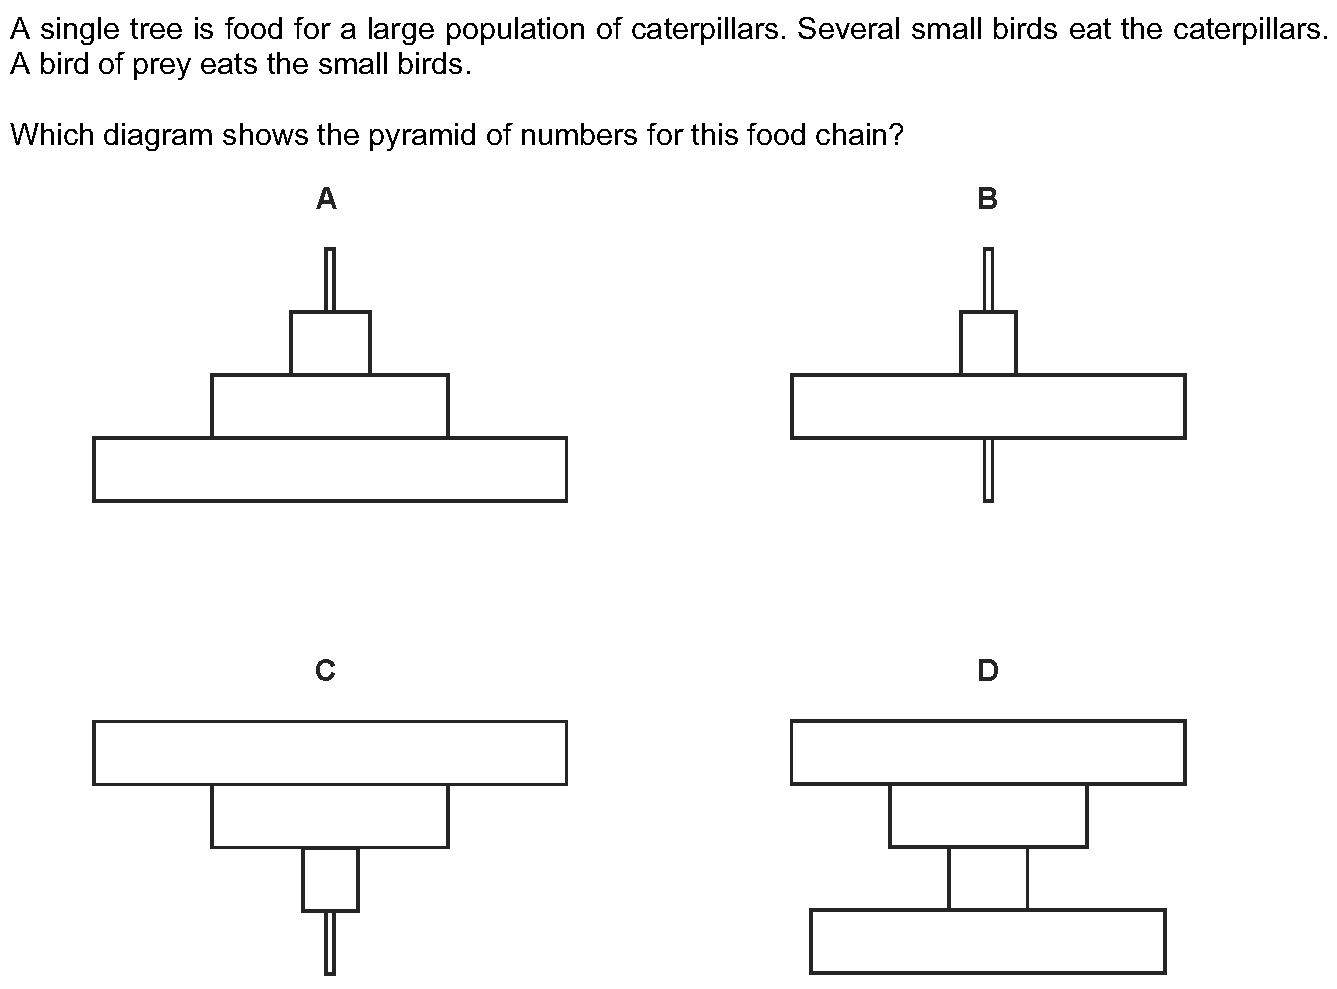 A single tree is food for a large population of caterpillars. Several small birds eat the caterpillars.
A bird of prey eats the small birds.
Which diagram shows the pyramid of numbers for this food chain?
A
B
C
D